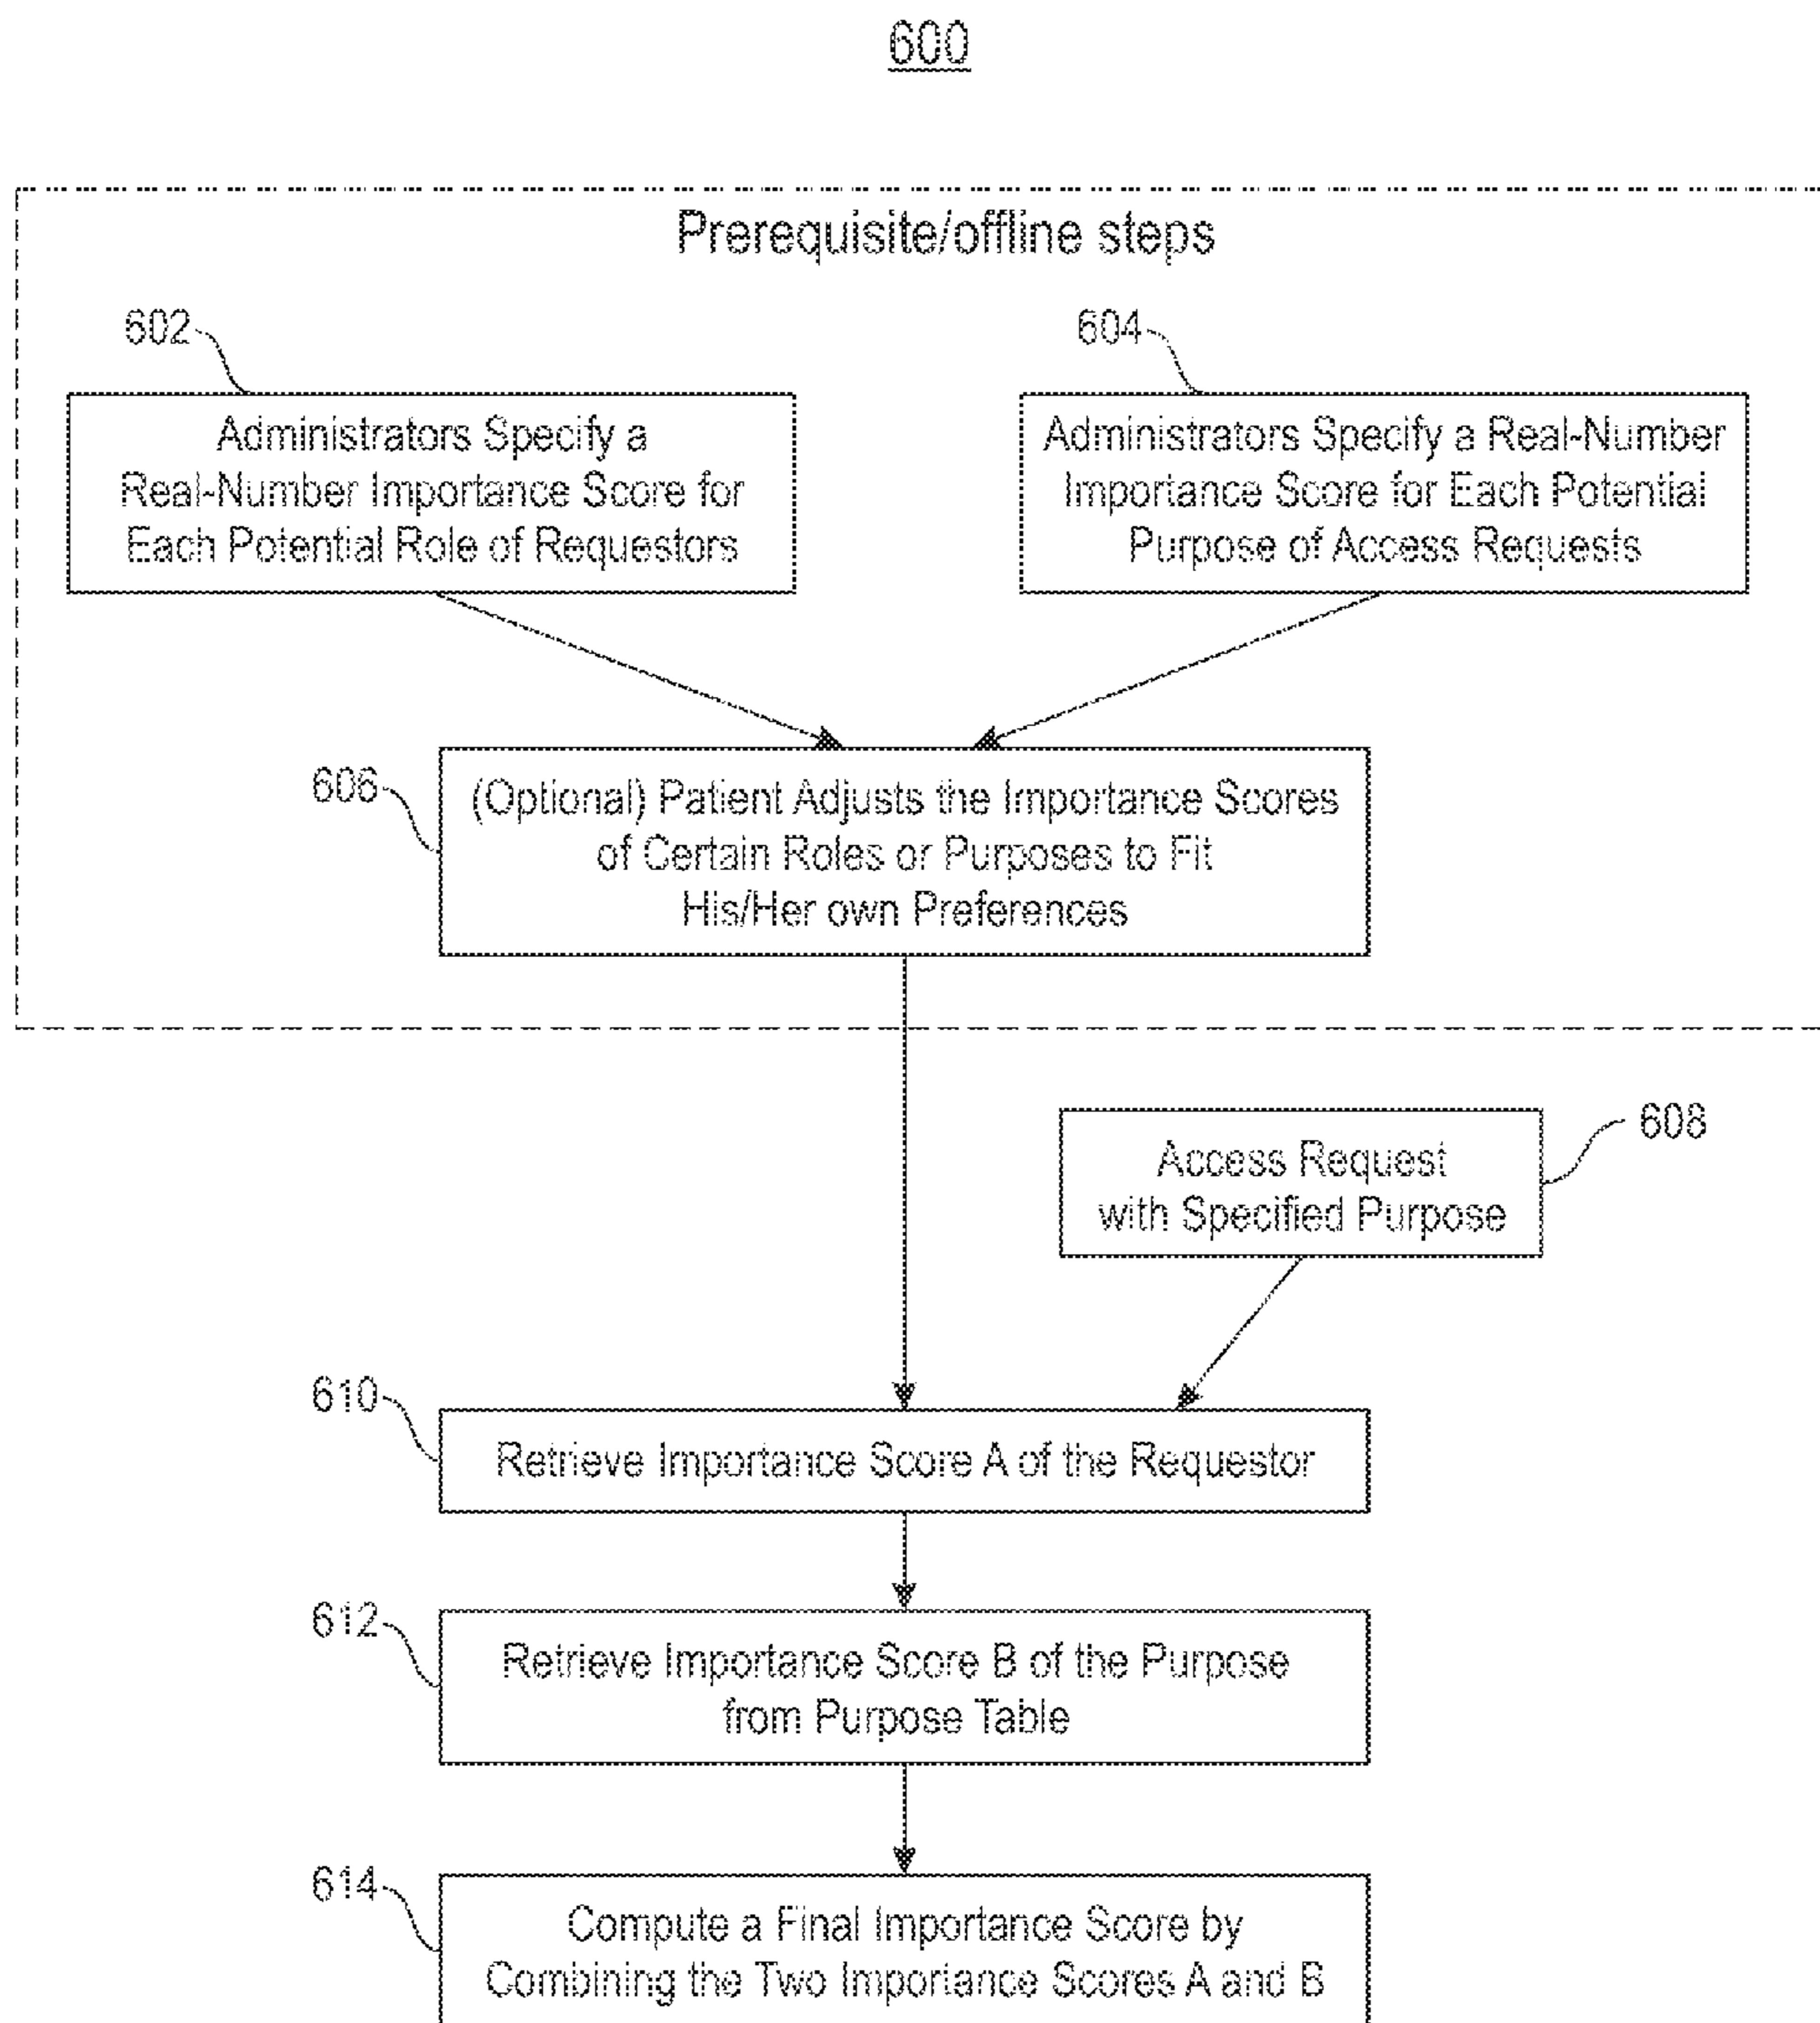 600
Prerequisite/offline steps
602
604
Administrators Specify a
Real-Number Importance Score for
Each Potential Role of Requestors
Administrators Specify a Real-Number
Importance Score for Each Potential
Purpose of Access Requests
606
(Optional) Patient Adjusts the Importance Scores
of Certain Roles or Purposes to Fit
His/Her own Preferences
608
Access Request
with Specified Purpose
610
Retrieve Importance Score A of the Requestor
612
Retrieve Importance Score B of the Purpose
from Purpose Table
614
Compute a Final Importance Score by
Combining the Two Importance Scores A and B